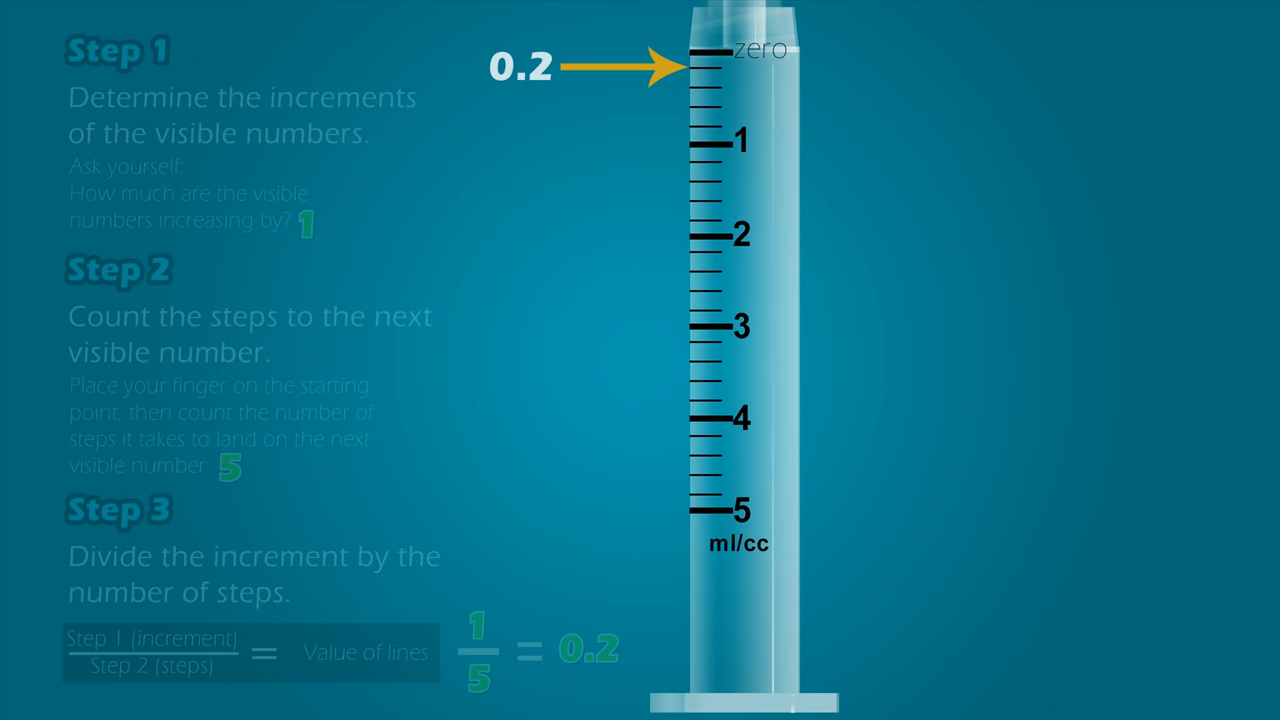 Step 1
Determine the increments
of the visible numbers.
Ask yourself:
How much are the visible
numbers increasing by? 1
Step 2
Count the steps to the next
visible number.
Place your finger on the starting
point, then count the number of
steps it takes to land on the next
visible number. 5
Step 3
Divide the increment by the
number of steps.
Step 1 (increment)
Step 2 (steps)
= Value of lines
1
5
= 0.2
0.2
zero
1
2
3
4
5
ml/cc